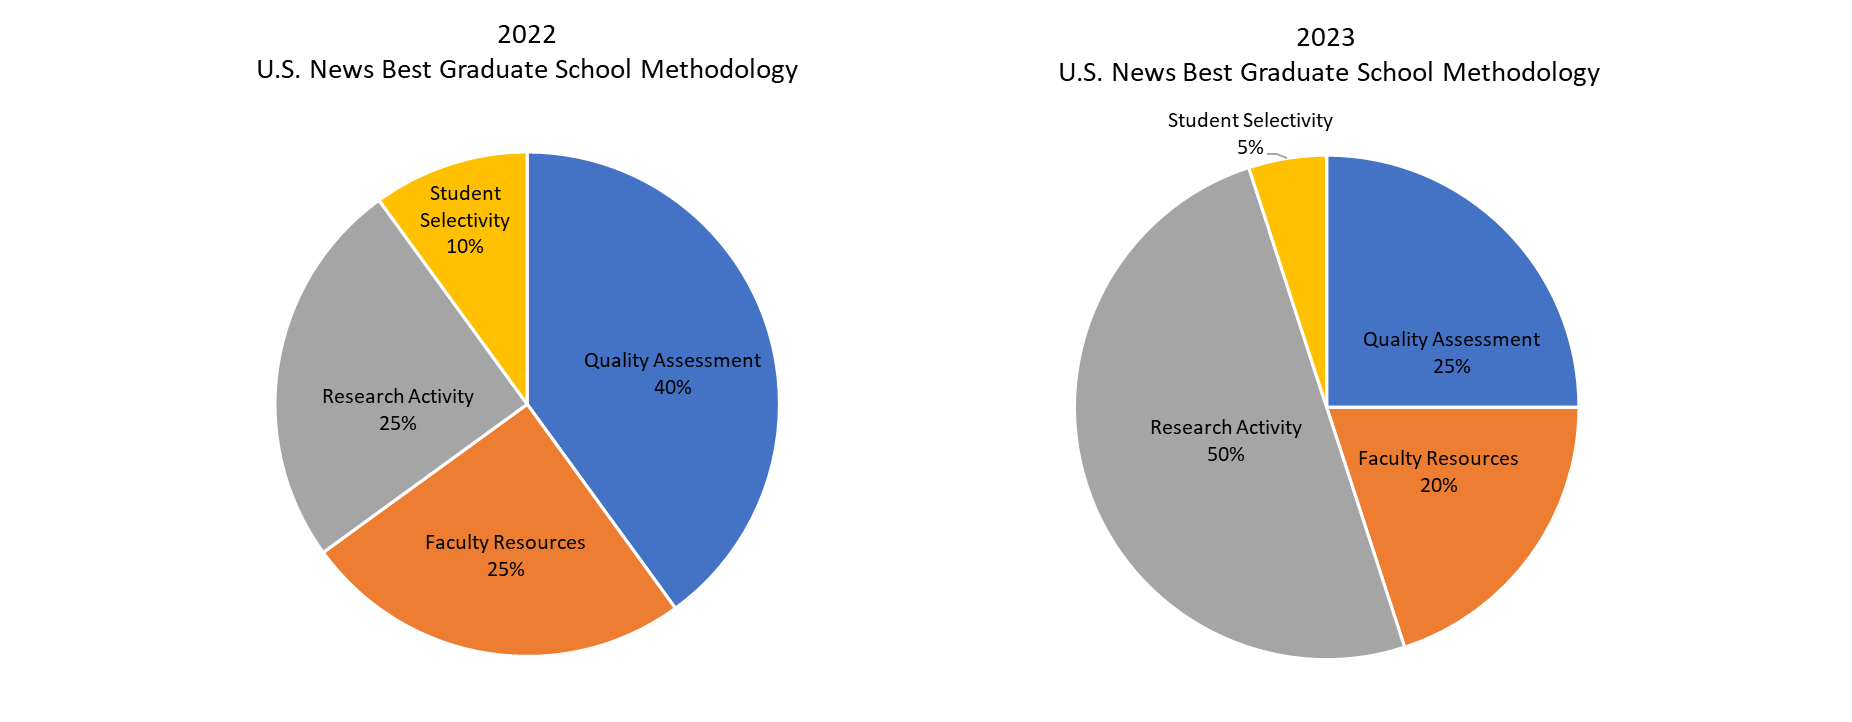 2022
U.S. News Best Graduate School Methodology
Student
Selectivity
10%
Quality Assessment
40%
Research Activity
25%
Faculty Resources
25%
2023
U.S. News Best Graduate School Methodology
Student Selectivity
5%
Quality Assessment
25%
Research Activity
50%
Faculty Resources
20%